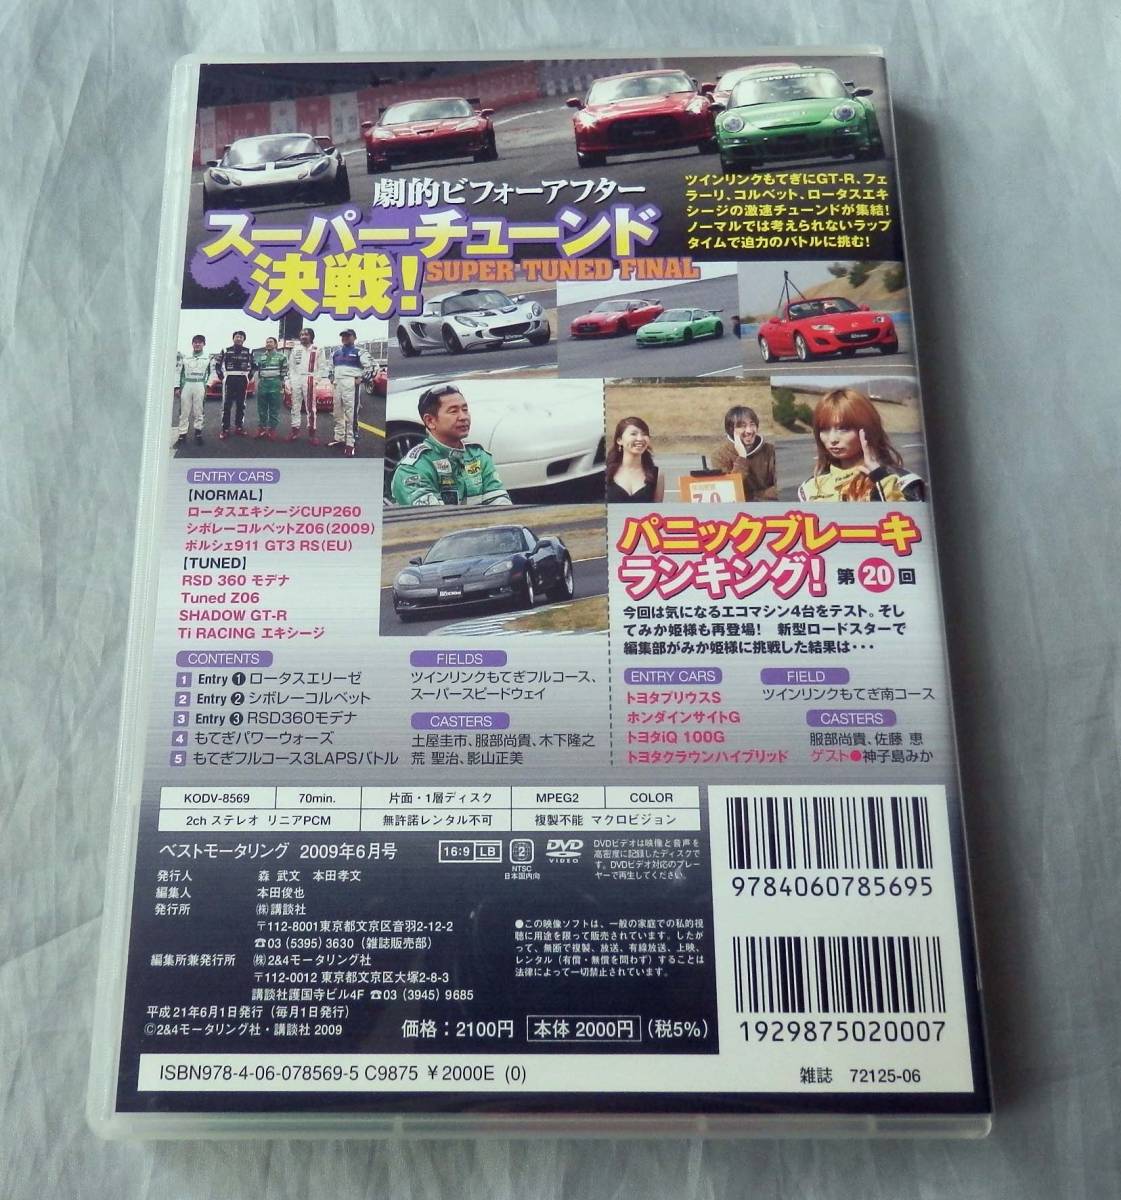 TOYO TIRES
劇的ビフォーアフター
スーパーチューンド
決戦!
SUPER TUNED FINAL
ツインリンクもてぎにGT-R、フェ
ラーリ、コルベット、ロータスエキ
シージの激速チューンドが集結!
ノーマルでは考えられないラップ
タイムで迫力のバトルに挑む!
ENTRY CARS
【NORMAL】
ロータスエキシージCUP260
シボレーコルベットZ06(2009)
ポルシェ911 GT3 RS(EU)
【TUNED】
RSD 360 モデナ
Tuned Z06
SHADOW GT-R
Ti RACING エキシージ
CONTENTS
1 Entry ❶ ロータスエリーゼ
2 Entry ❷ シボレーコルベット
3 Entry ❸ RSD360モデナ
4 もてぎパワーウォーズ
5 もてぎフルコース3LAPSバトル
FIELDS
ツインリンクもてぎフルコース、
スーパースピードウェイ
CASTERS
土屋圭市、服部尚貴、木下隆之
荒 聖治、影山正美
パニックブレーキ
ランキング! 第20回
今回は気になるエコマシン4台をテスト。そし
てみか姫様も再登場! 新型ロードスターで
編集部がみか姫様に挑戦した結果は・・・
ENTRY CARS
トヨタプリウスS
ホンダインサイトG
トヨタiQ 100G
トヨタクラウンハイブリッド
FIELD
ツインリンクもてぎ南コース
CASTERS
服部尚貴、佐藤 恵
ゲスト●神子島みか
KODV-8569 70min. 片面・1層ディスク MPEG2 COLOR
2ch ステレオ リニアPCM 無許諾レンタル不可 複製不能 マクロビジョン
ベストモータリング 2009年6月号
16:9 LB
2
NTSC
日本国内向
DVD
VIDEO
DVDビデオは映像と音声を
高密度に記録したディスクで
す。DVDビデオ対応のプレー
ヤーで再生してください。
発行人 森 武文 本田孝文
編集人 本田俊也
発行所 ㈱講談社
〒112-8001東京都文京区音羽2-12-2
☎03 (5395) 3630 (雑誌販売部)
編集所兼発行所 ㈱2&4モータリング社
〒112-0012 東京都文京区大塚2-8-3
講談社護国寺ビル4F ☎03 (3945) 9685
平成21年6月1日発行(毎月1日発行)
©2&4モータリング社・講談社 2009
●この映像ソフトは、一般の家庭での私的視
聴に用途を限って販売されています。したが
って、無断で複製、放送、有線放送、上映、
レンタル(有償・無償を問わず)することは
法律によって一切禁止されています。
価格:2100円 本体 2000円 (税5%)
9784060785695
1929875020007
ISBN978-4-06-078569-5 C9875 ¥2000E (0)
雑誌 72125-06